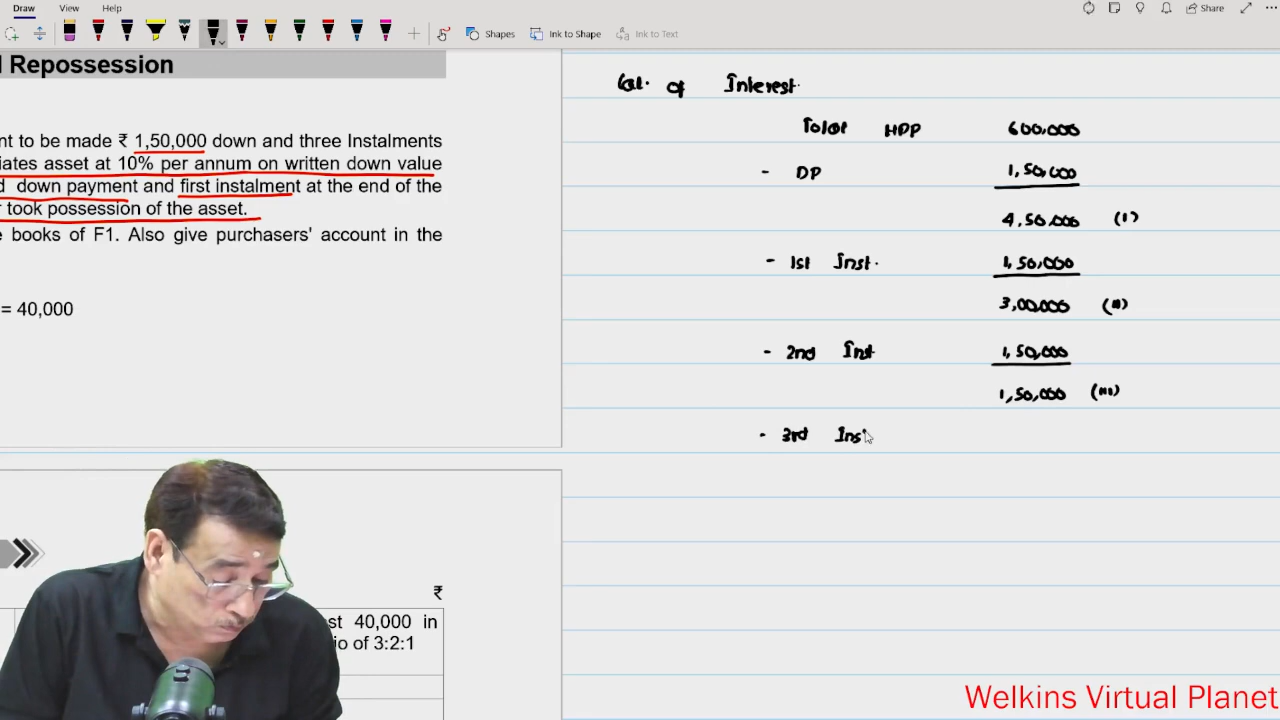 Draw View Help
Share
Shapes Ink to Shape Ink to Text
Repossession
nt to be made ₹ 1,50,000 down and three Instalments
iates asset at 10% per annum on written down value
d down payment and first instalment at the end of the
r took possession of the asset.
e books of F1. Also give purchasers' account in the
= 40,000
₹
st 40,000 in
io of 3:2:1
Cal. of Interest.
Total HPP 600,000
- DP 1,50,000
4,50,000 (I)
- 1st Inst. 1,50,000
3,00,000 (II)
- 2nd Inst 1,50,000
1,50,000 (III)
- 3rd Inst
Welkins Virtual Planet